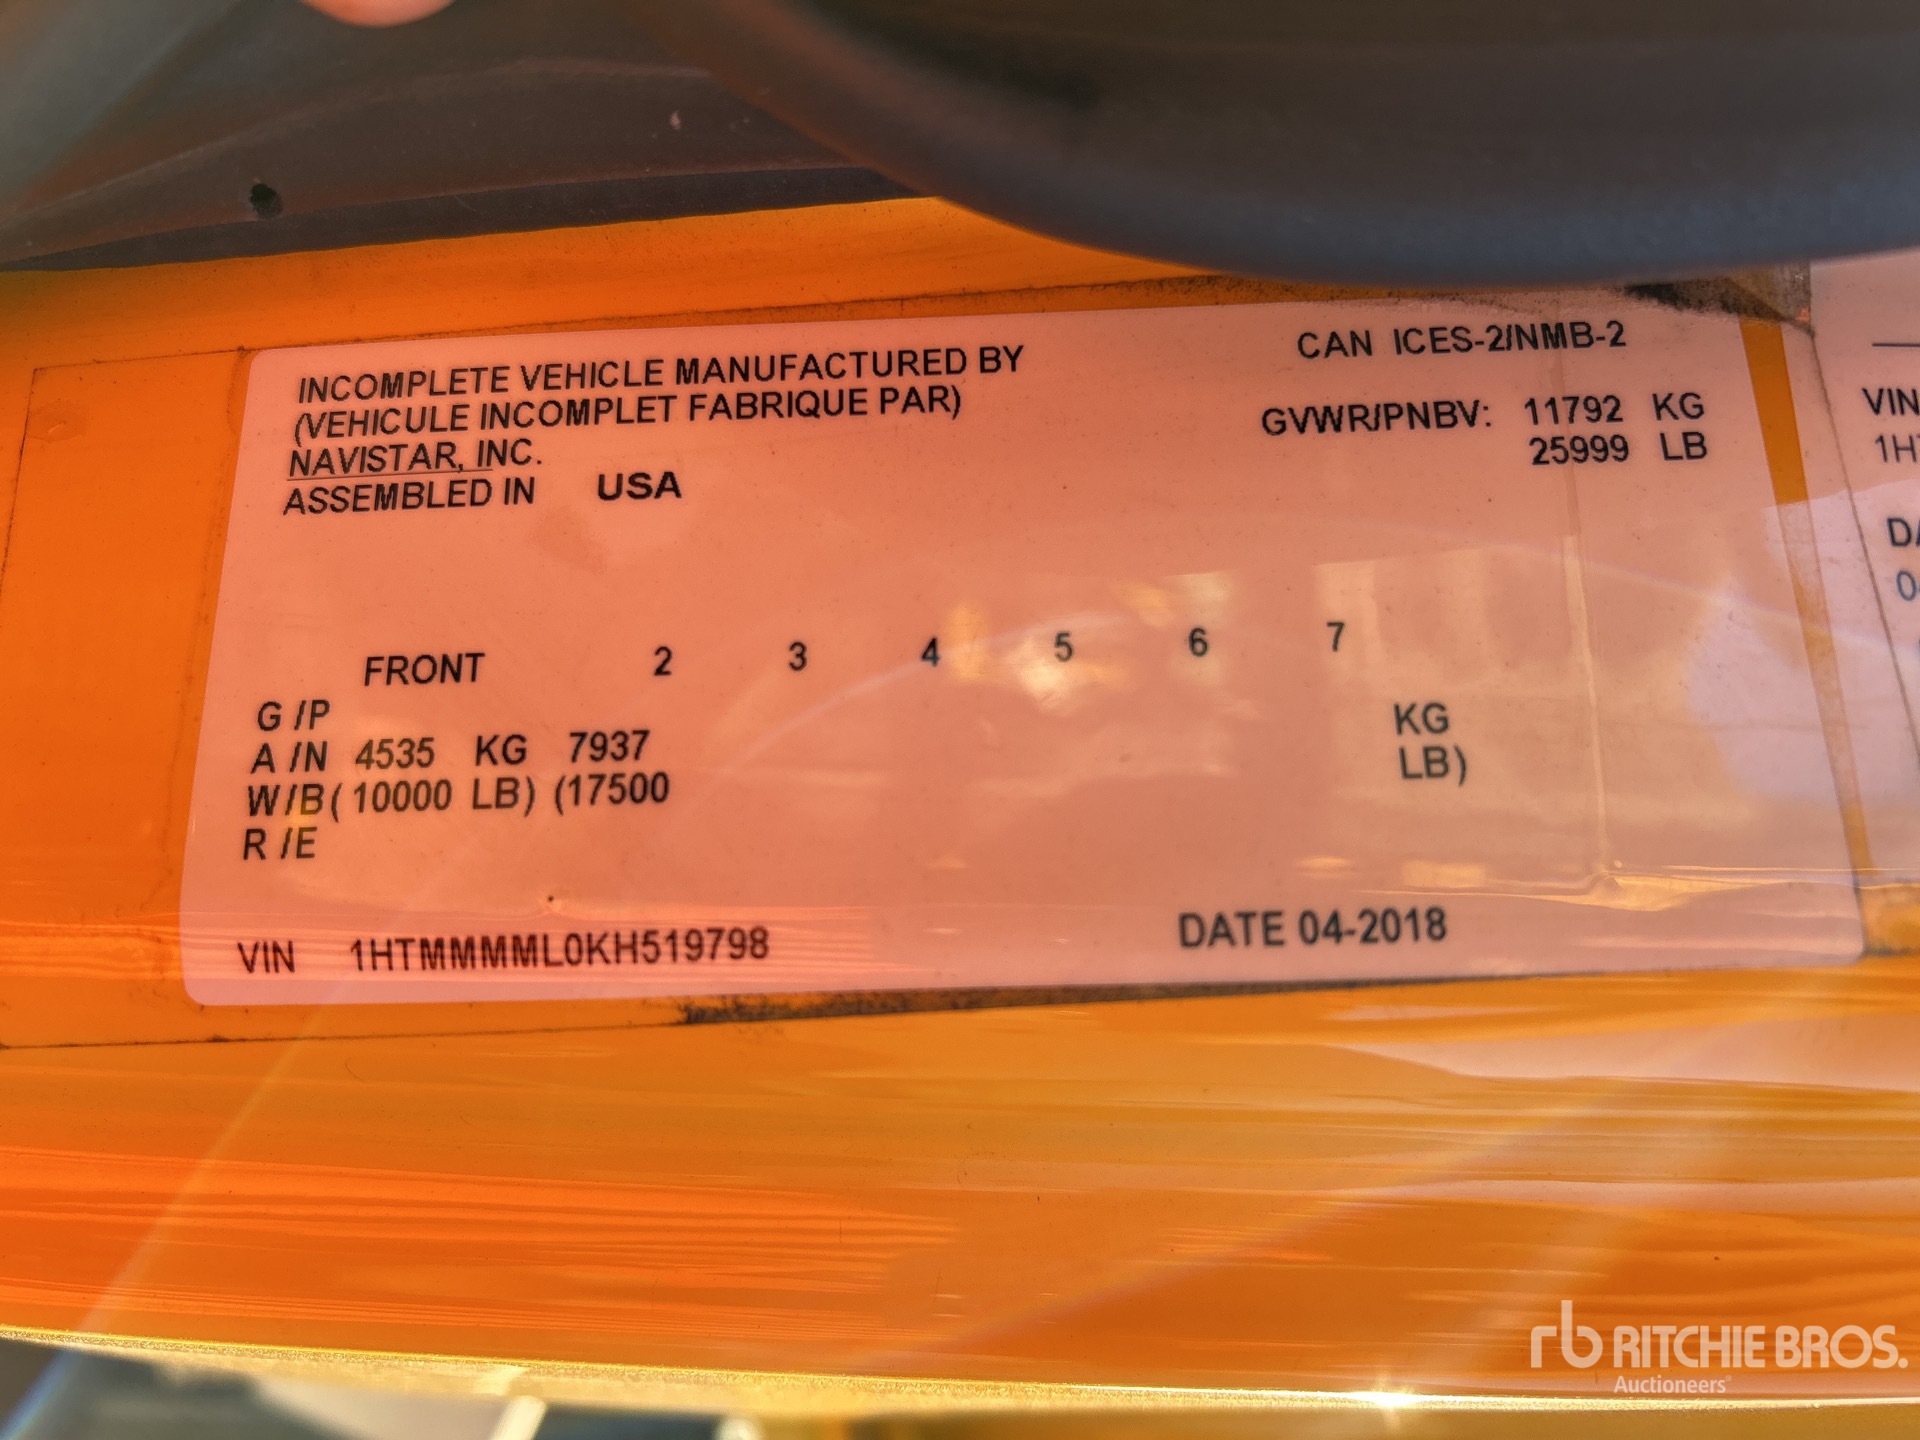 INCOMPLETE VEHICLE MANUFACTURED BY
(VEHICULE INCOMPLET FABRIQUE PAR)
NAVISTAR, INC.
ASSEMBLED IN USA
CAN ICES-2/NMB-2
GVWR/PNBV: 11792 KG
25999 LB
FRONT 2 3 4 5 6 7
G /P
A /N 4535 KG 7937 KG
W/B ( 10000 LB) (17500 LB)
R /E
VIN 1HTMMMML0KH519798
DATE 04-2018
VIN
1H
RITCHIE BROS.
Auctioneers